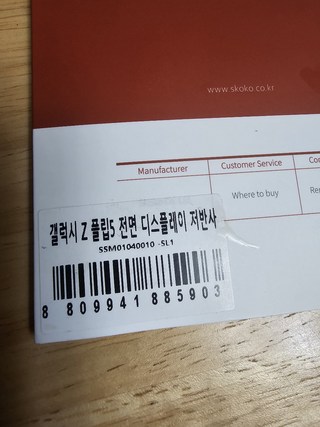 www.skoko.co.kr
Manufacturer Customer Service
Where to buy
갤럭시 Z 플립5 전면 디스플레이 저반사
SSM01040010 -SL1
8 809941 885903